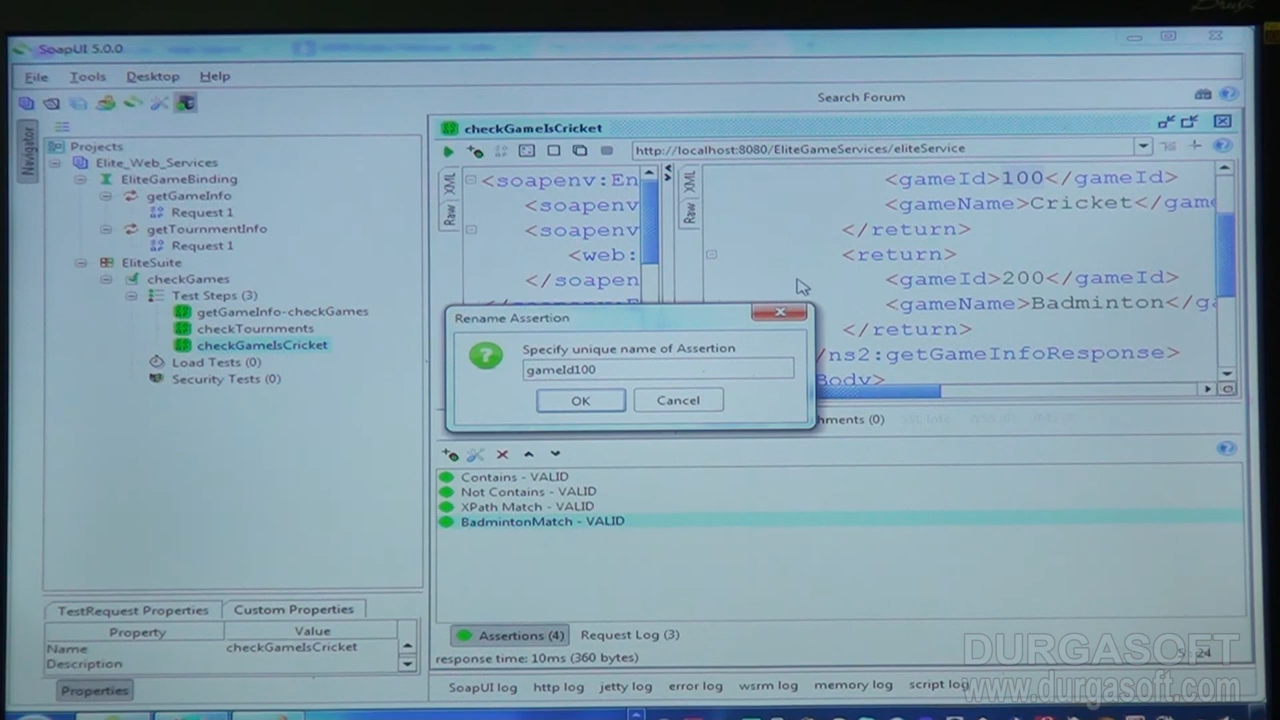 SoapUI 5.0.0
File Tools Desktop Help
Search Forum
Navigator
Projects
Elite_Web_Services
EliteGameBinding
getGameInfo
Request 1
getTournmentInfo
Request 1
EliteSuite
checkGames
Test Steps (3)
getGameInfo-checkGames
checkTournments
checkGameIsCricket
Load Tests (0)
Security Tests (0)
checkGameIsCricket
http://localhost:8080/EliteGameServices/eliteService
XML
Raw
<soapenv:En
<soapenv
<soapenv
<web:
</soapen
XML
Raw
<gameId>100</gameId>
<gameName>Cricket</game
</return>
<return>
<gameId>200</gameId>
<gameName>Badminton</ga
</return>
/ns2:getGameInfoResponse>
Body>
hments (0)
Rename Assertion
Specify unique name of Assertion
gameId100
OK Cancel
Contains - VALID
Not Contains - VALID
XPath Match - VALID
BadmintonMatch - VALID
Assertions (4) Request Log (3)
response time: 10ms (360 bytes)
TestRequest Properties Custom Properties
Property Value
Name checkGameIsCricket
Description
Properties
SoapUI log http log jetty log error log wsrm log memory log script log
DURGASOFT
www.durgasoft.com